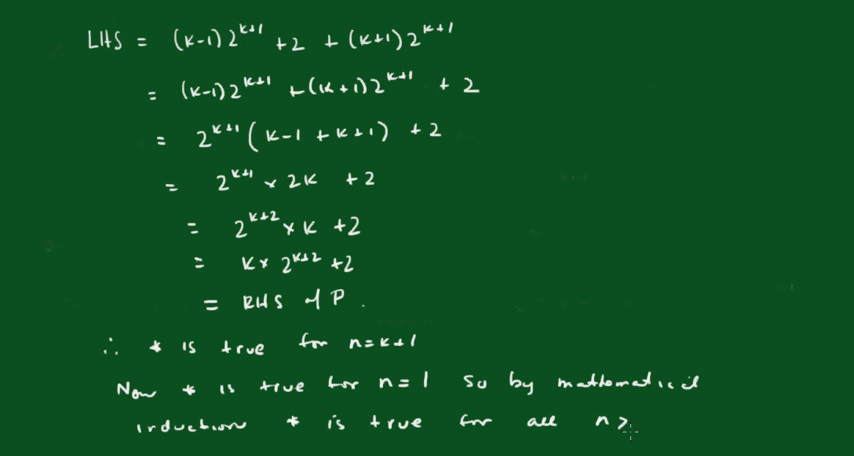 LHS = (k-1) 2^{k+1} + 2 + (k+1) 2^{k+1}
= (k-1) 2^{k+1} + (k+1) 2^{k+1} + 2
= 2^{k+1} ( k-1 + k+1 ) + 2
= 2^{k+1} × 2k + 2
= 2^{k+2} × k + 2
= k × 2^{k+2} + 2
= RHS of P .
∴ * is true for n=k+1
Now * is true for n=1 so by mathematical
induction * is true for all n >